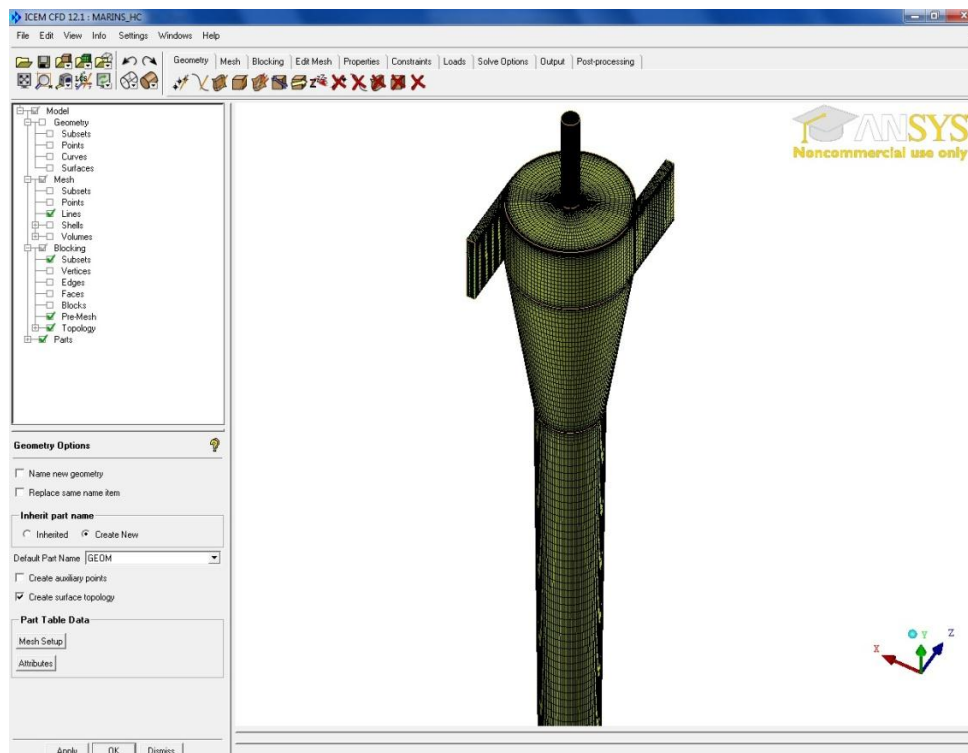 ICEM CFD 12.1 : MARINS_HC
File Edit View Info Settings Windows Help
Geometry Mesh Blocking Edit Mesh Properties Constraints Loads Solve Options Output Post-processing
Model
Geometry
Subsets
Points
Curves
Surfaces
Mesh
Subsets
Points
Lines
Shells
Volumes
Blocking
Subsets
Vertices
Edges
Faces
Blocks
Pre-Mesh
Topology
Parts
ANSYS
Noncommercial use only
Geometry Options
Name new geometry
Replace same name item
Inherit part name
Inherited Create New
Default Part Name GEOM
Create auxiliary points
Create surface topology
Part Table Data
Mesh Setup
Attributes
X Y Z
Apply OK Dismiss